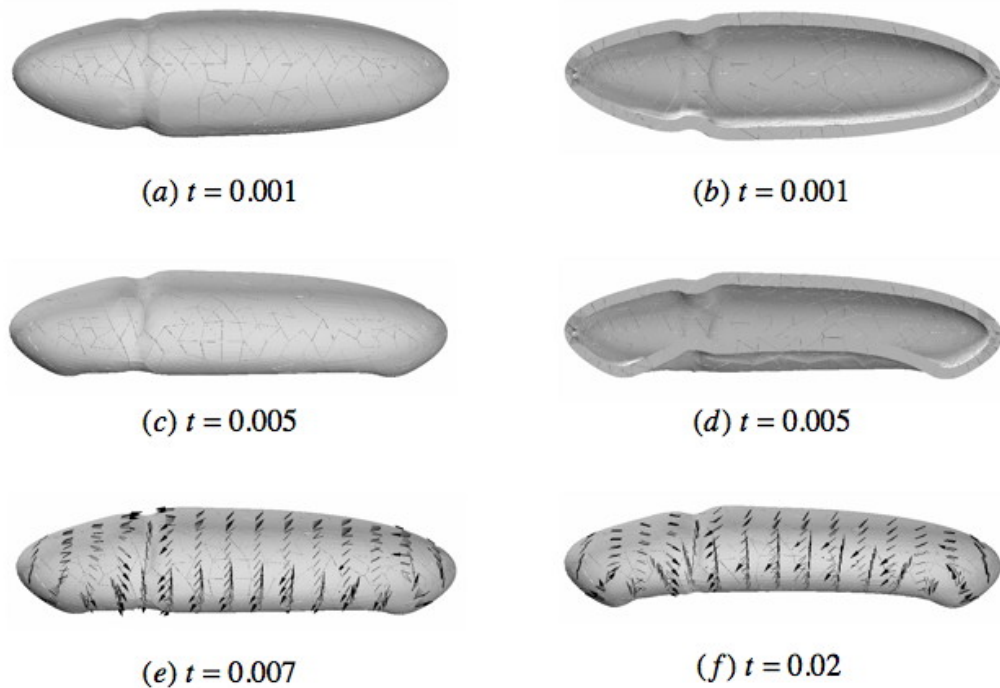 (a) t = 0.001
(b) t = 0.001
(c) t = 0.005
(d) t = 0.005
(e) t = 0.007
(f) t = 0.02